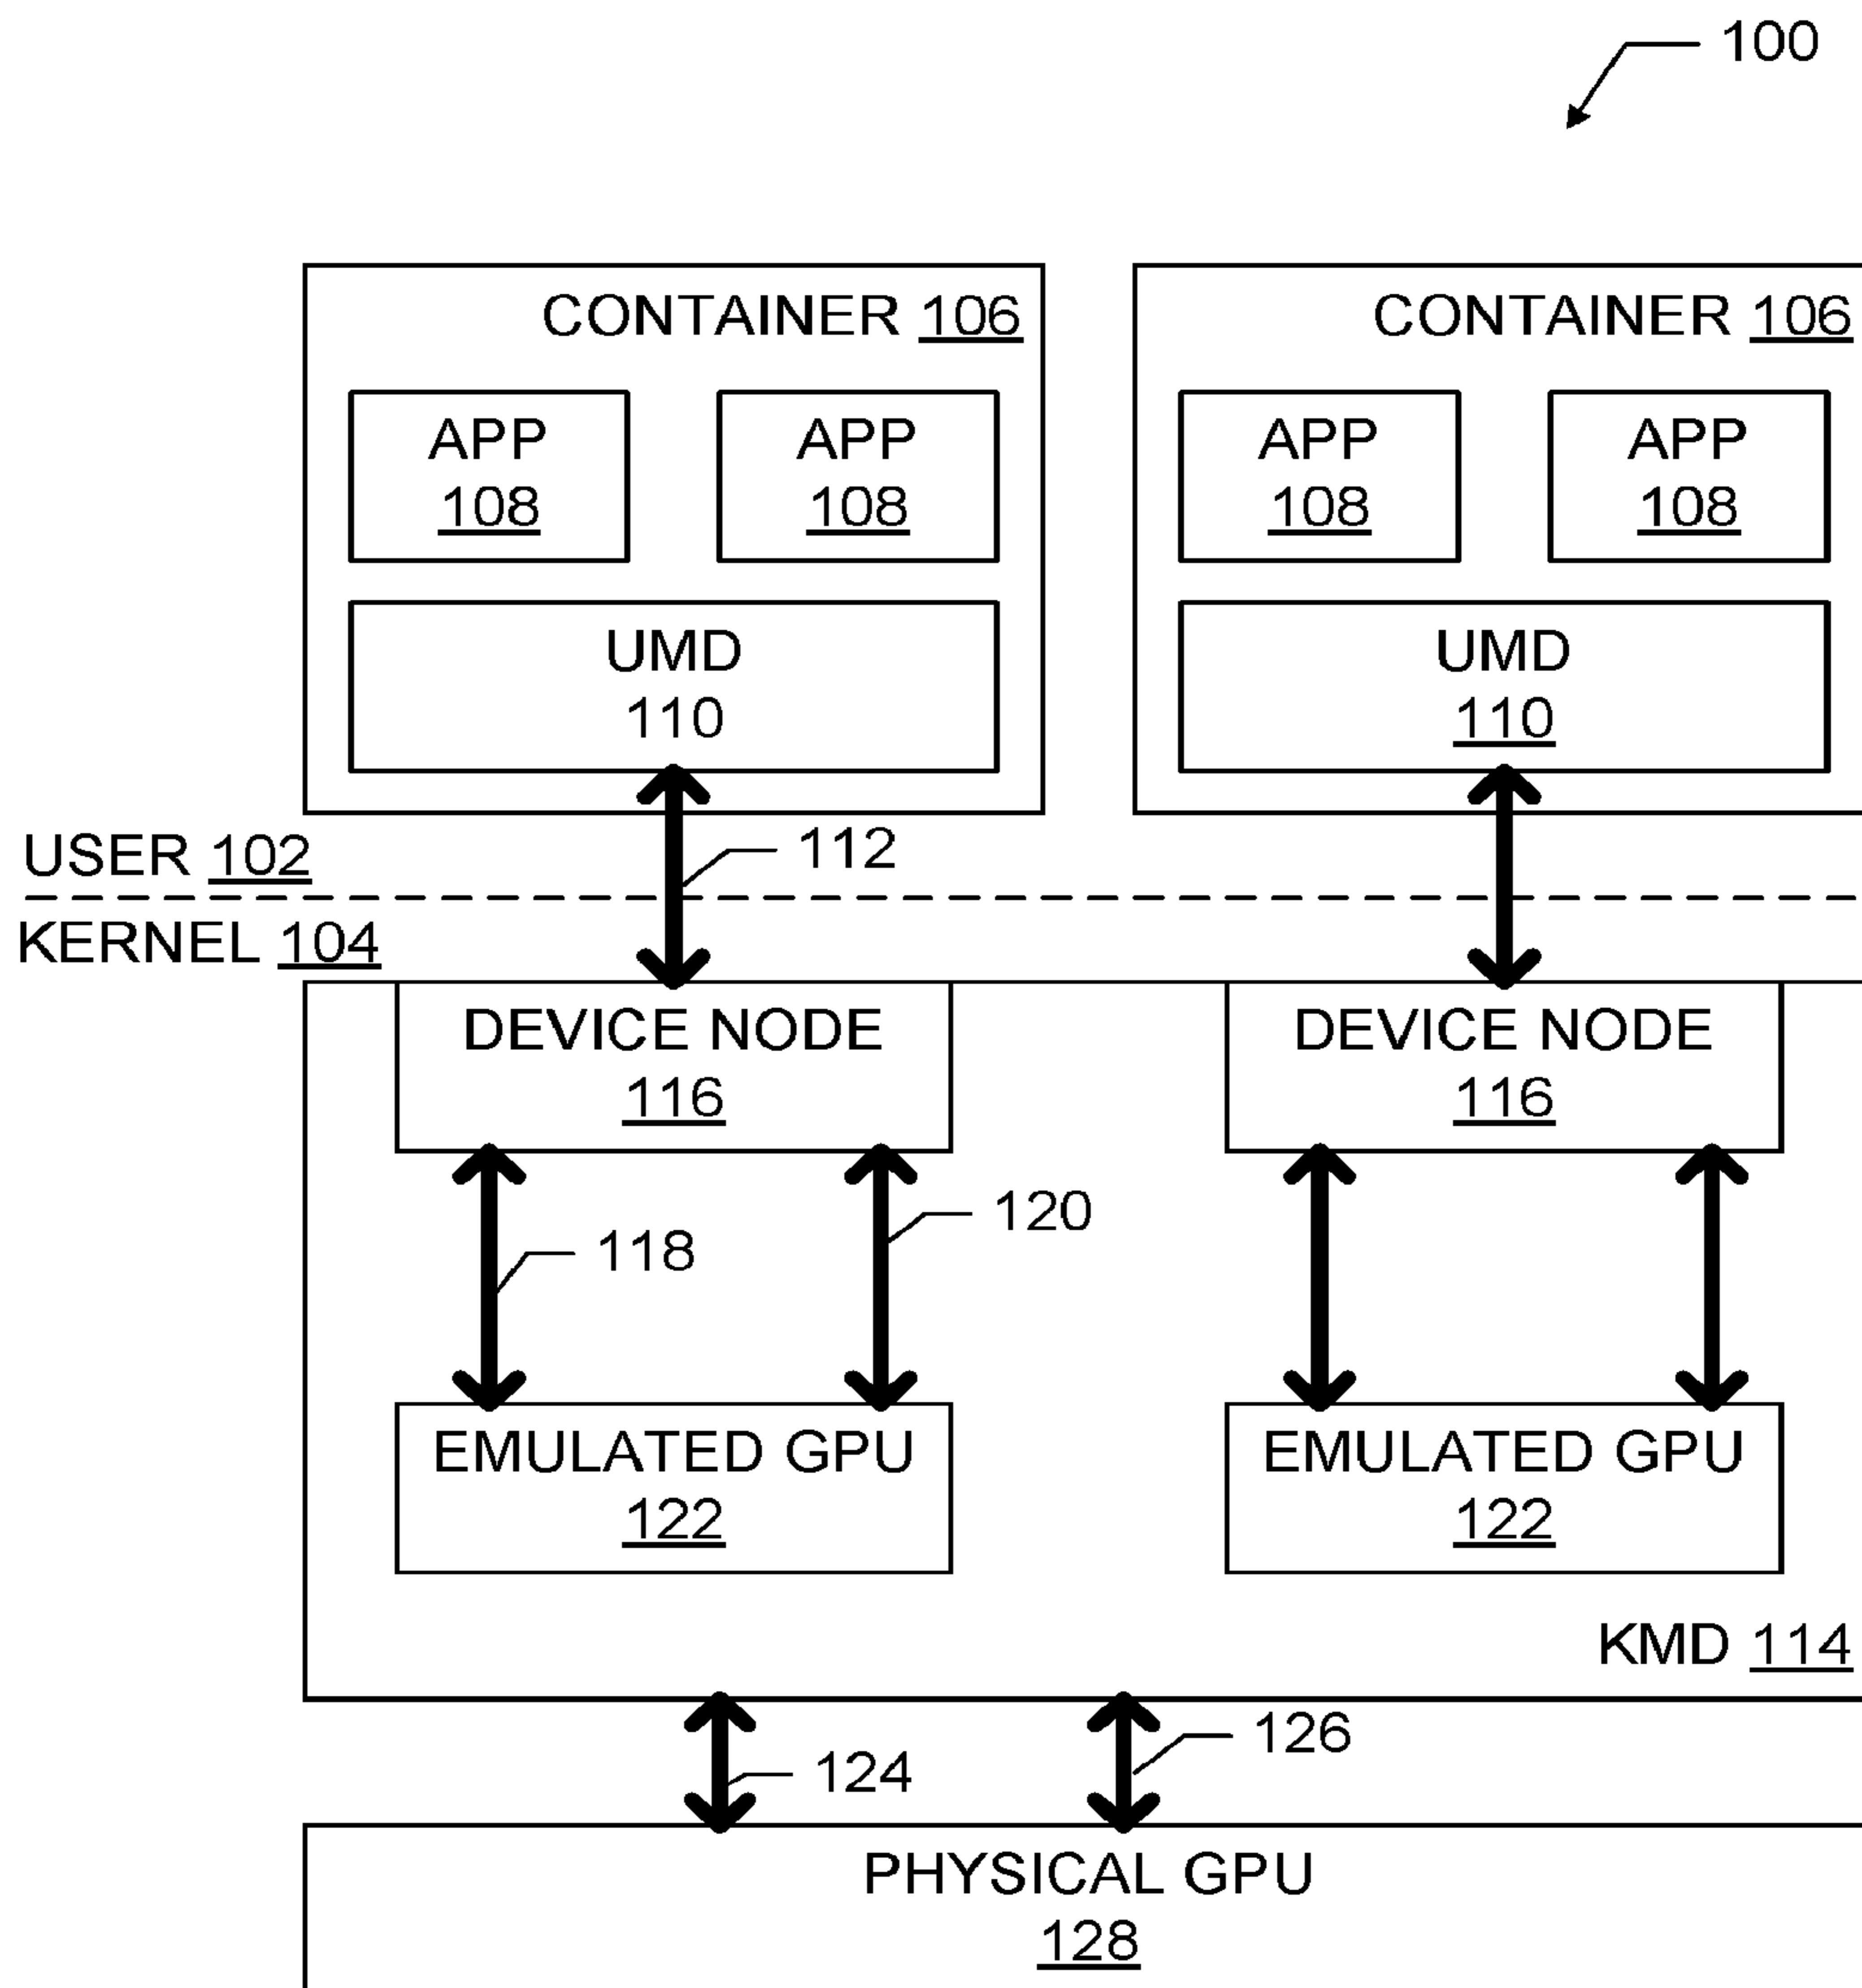 100
CONTAINER 106
CONTAINER 106
APP
108
APP
108
APP
108
APP
108
UMD
110
UMD
110
112
USER 102
KERNEL 104
DEVICE NODE
116
DEVICE NODE
116
118
120
EMULATED GPU
122
EMULATED GPU
122
KMD 114
124
126
PHYSICAL GPU
128